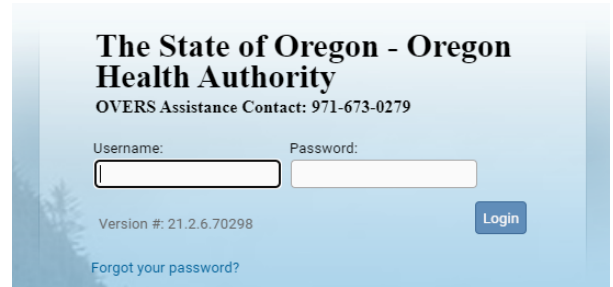 The State of Oregon - Oregon
Health Authority
OVERS Assistance Contact: 971-673-0279
Username: Password:
Version #: 21.2.6.70298 Login
Forgot your password?